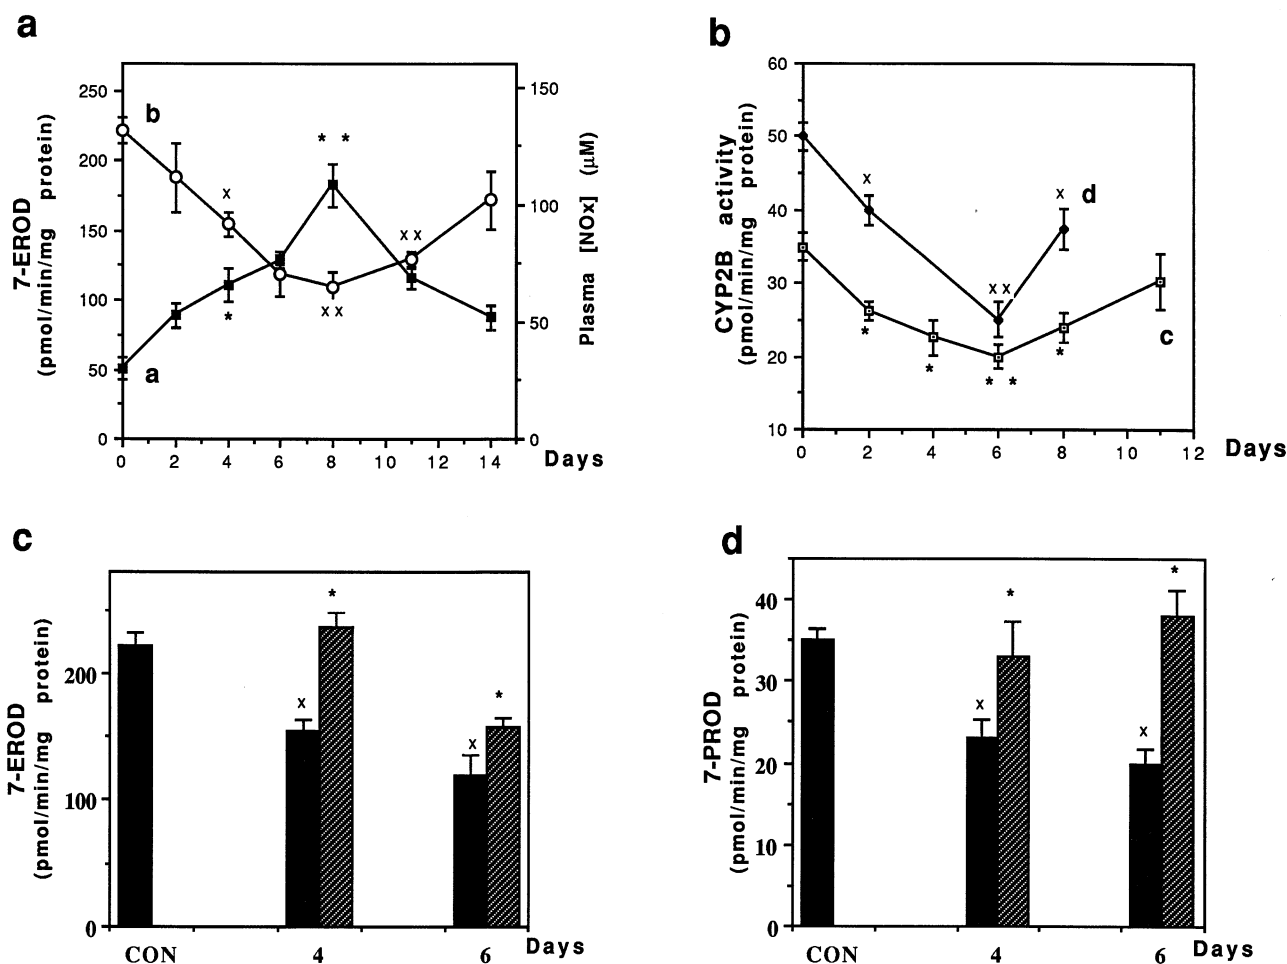 a
7-EROD
(pmol/min/mg protein)
250
200
150
100
50
0
b
a
x
*
* *
x x
x x
150
100
50
0
Plasma [NOx] (µM)
0 2 4 6 8 10 12 14 Days
b
CYP2B activity
(pmol/min/mg protein)
60
50
40
30
20
10
x
x x
x
d
*
*
* *
*
c
0 2 4 6 8 10 12 Days
c
7-EROD
(pmol/min/mg protein)
200
100
0
x
*
x
*
CON 4 6 Days
d
7-PROD
(pmol/min/mg protein)
40
30
20
10
0
x
*
x
*
CON 4 6 Days